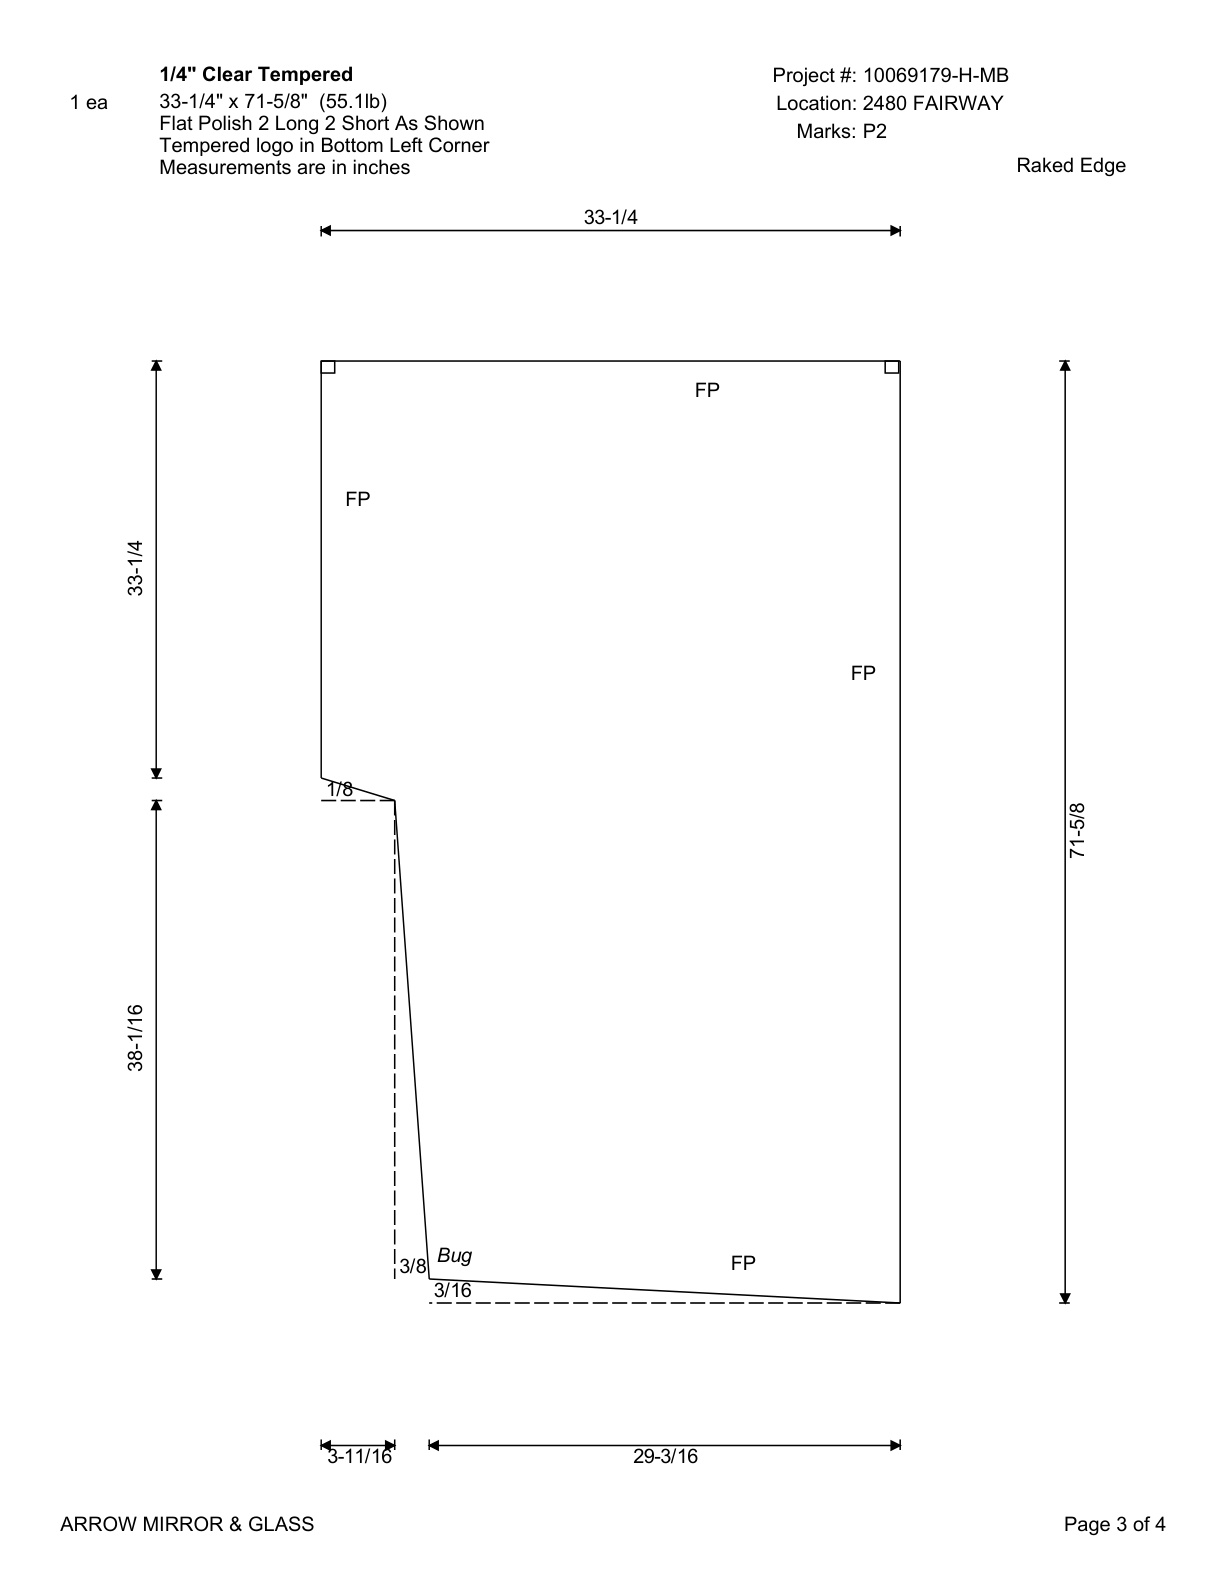 1/4" Clear Tempered
Project #: 10069179-H-MB
1 ea
33-1/4" x 71-5/8" (55.1lb)
Location: 2480 FAIRWAY
Flat Polish 2 Long 2 Short As Shown
Marks: P2
Tempered logo in Bottom Left Corner
Measurements are in inches
Raked Edge
33-1/4
FP
FP
33-1/4
FP
1/8
71-5/8
38-1/16
Bug
FP
3/8
3/16
3-11/16
29-3/16
ARROW MIRROR & GLASS
Page 3 of 4